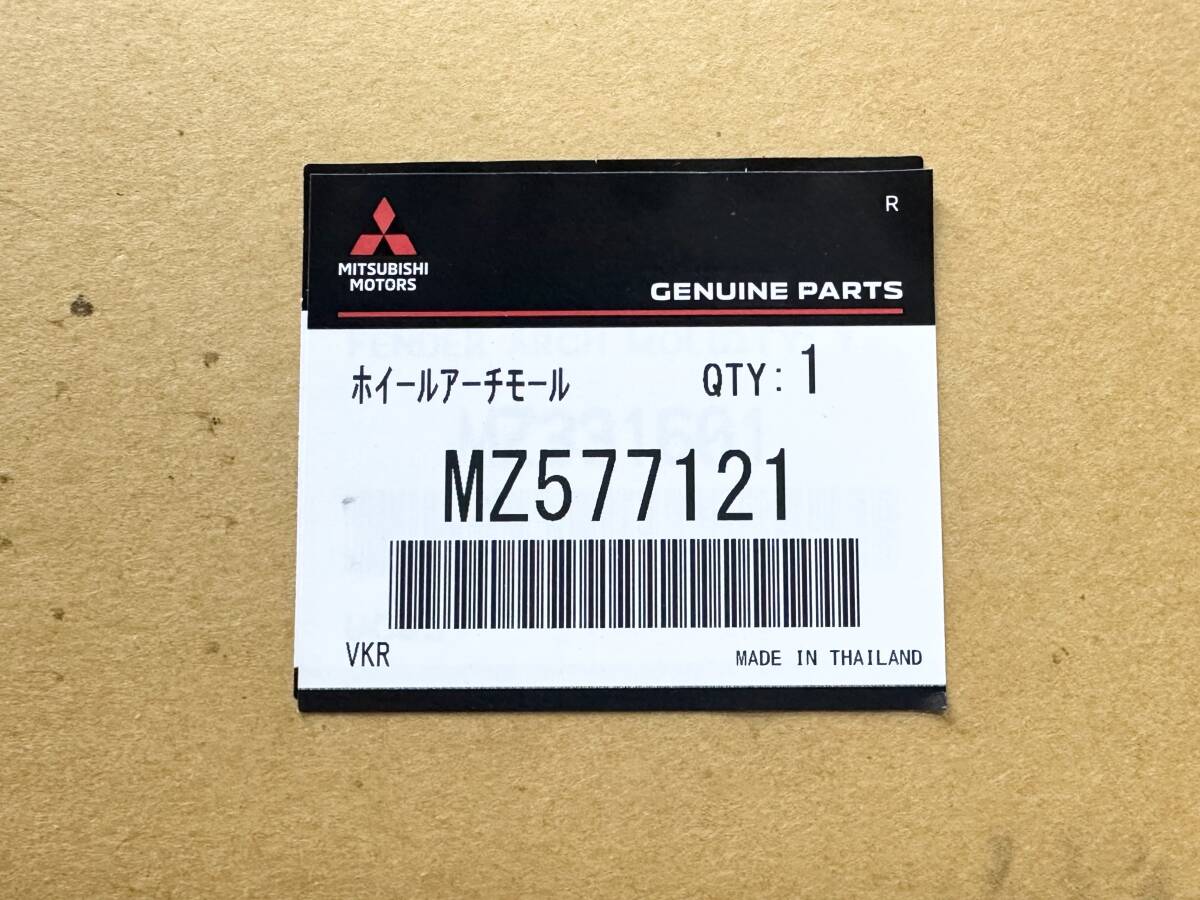 R
MITSUBISHI
MOTORS
GENUINE PARTS
ホイールアーチモール QTY: 1
MZ577121
VKR MADE IN THAILAND